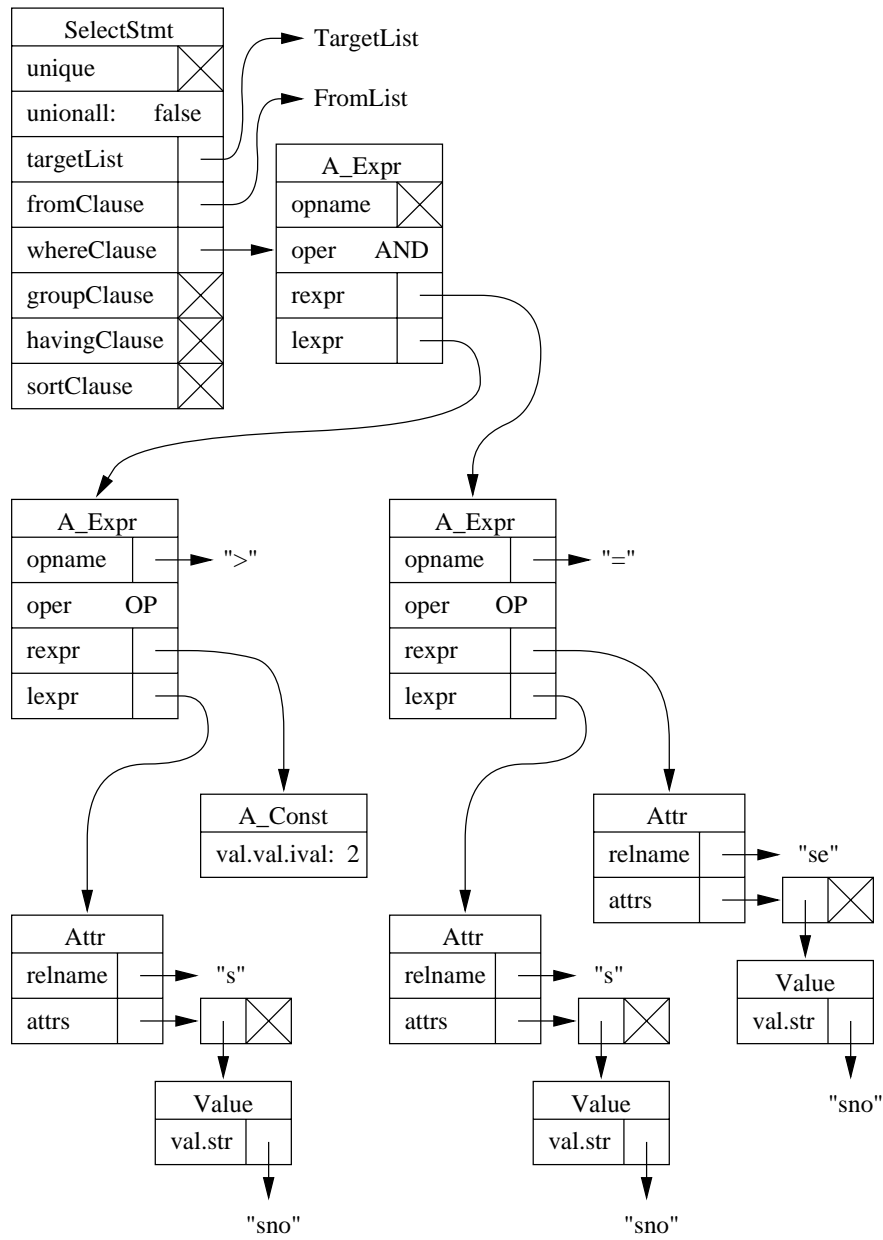 SelectStmt
unique
unionall: false
targetList
fromClause
whereClause
groupClause
havingClause
sortClause
TargetList
FromList
A_Expr
opname
oper AND
rexpr
lexpr
A_Expr
opname ">"
oper OP
rexpr
lexpr
A_Expr
opname "="
oper OP
rexpr
lexpr
A_Const
val.val.ival: 2
Attr
relname "se"
attrs
Value
val.str
"sno"
Attr
relname "s"
attrs
Value
val.str
"sno"
Attr
relname "s"
attrs
Value
val.str
"sno"